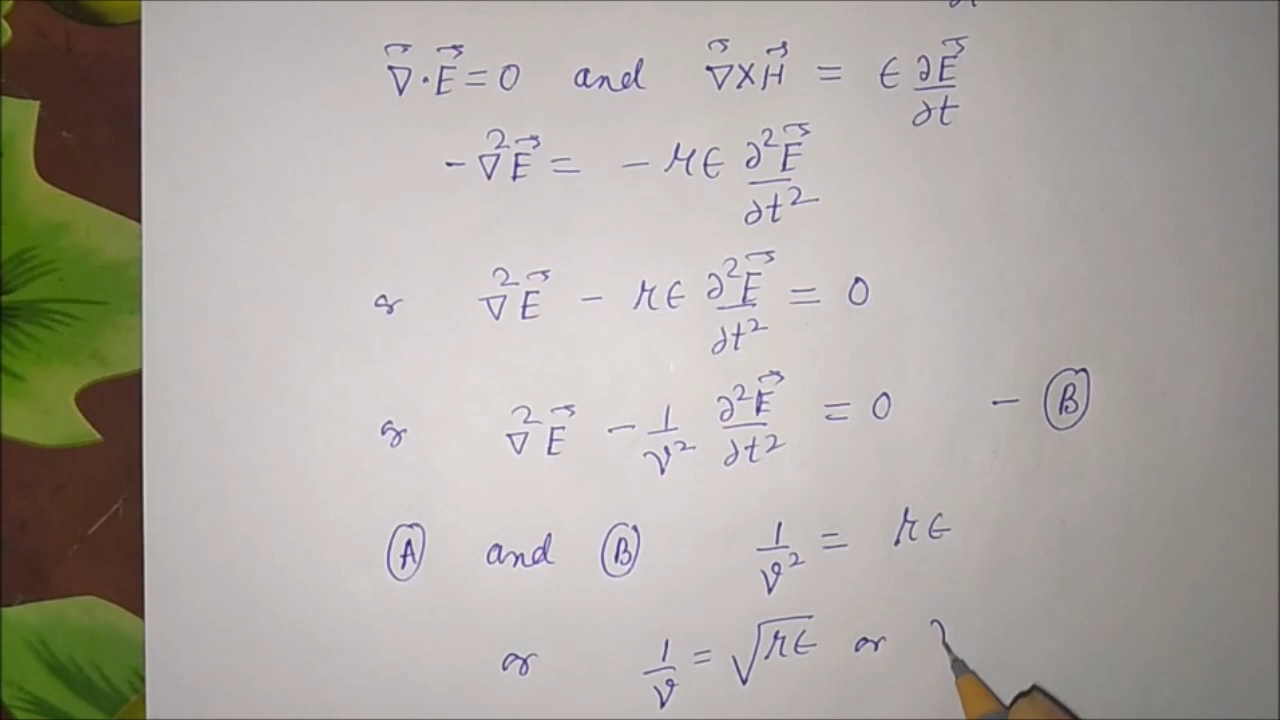 ∇⃗·E⃗ = 0 and ∇⃗×H⃗ = ε ∂E⃗/∂t
-∇²E⃗ = -με ∂²E⃗/∂t²
or ∇²E⃗ - με ∂²E⃗/∂t² = 0
or ∇²E⃗ - 1/v² ∂²E⃗/∂t² = 0 - Ⓑ
Ⓐ and Ⓑ 1/v² = με
or 1/v = √με or